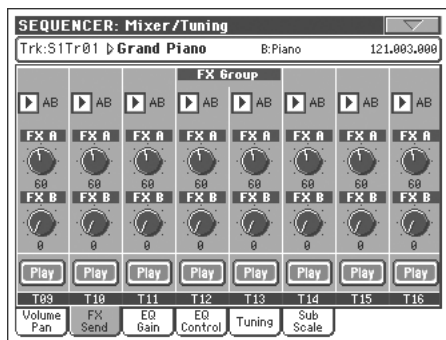 SEQUENCER: Mixer/Tuning
Trk:S1Tr01 ▷Grand Piano B:Piano 121.003.000
FX Group
AB AB AB AB AB AB AB AB
FX A FX A FX A FX A FX A FX A FX A FX A
60 60 60 60 60 60 60 60
FX B FX B FX B FX B FX B FX B FX B FX B
0 0 0 0 0 0 0 0
Play Play Play Play Play Play Play Play
T09 T10 T11 T12 T13 T14 T15 T16
Volume Pan FX Send EQ Gain EQ Control Tuning Sub Scale